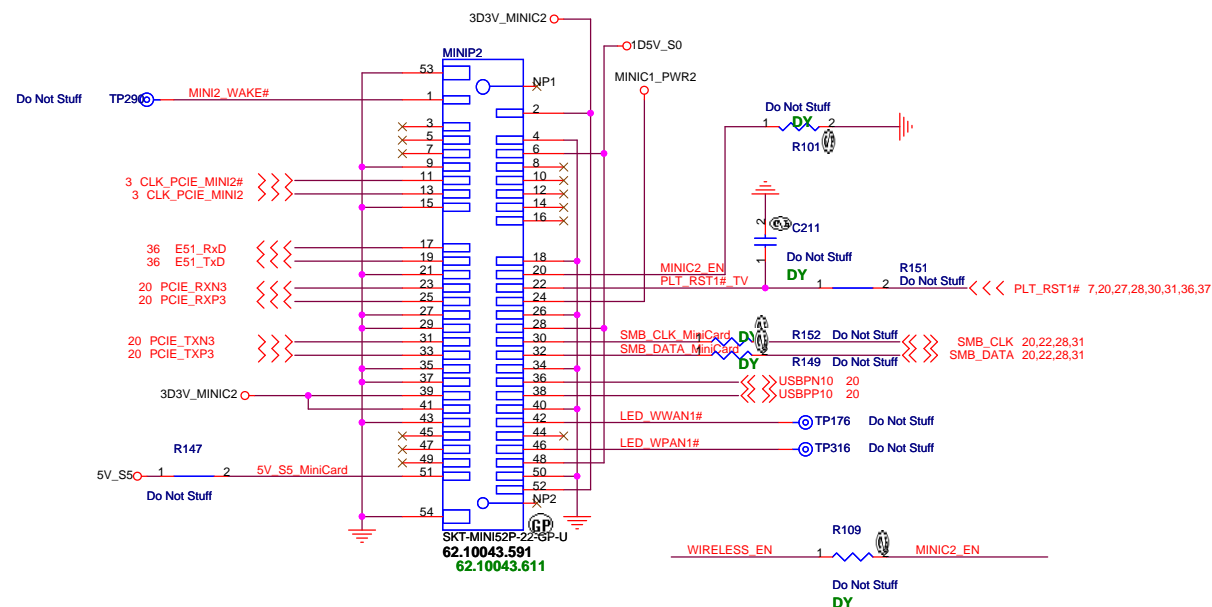 3D3V_MINIC2
1D5V_S0
MINIC1_PWR2
MINIP2
NP1
53
Do Not Stuff TP290 MINI2_WAKE# 1
2
Do Not Stuff
1 DY 2
R101
3
4
5
6
7
8
9
10
3 CLK_PCIE_MINI2# 11
12
3 CLK_PCIE_MINI2 13
14
15
16
36 E51_RxD 17
18
36 E51_TxD 19
20 MINIC2_EN
21
22 PLT_RST1#_TV
20 PCIE_RXN3 23
24
20 PCIE_RXP3 25
26
27
28
29
30 SMB_CLK_MiniCard
20 PCIE_TXN3 31
32 SMB_DATA_MiniCard
20 PCIE_TXP3 33
34
35
36
37
38
3D3V_MINIC2 39
40
41
42 LED_WWAN1#
43
44
45
46 LED_WPAN1#
47
48
49
50
5V_S5 1 2 5V_S5_MiniCard 51
52
R147
Do Not Stuff
NP2
54
GP
SKT-MINI52P-22-GP-U
62.10043.591
62.10043.611
2
C211
1
Do Not Stuff
DY
R151
Do Not Stuff
1 2
PLT_RST1# 7,20,27,28,30,31,36,37
1 DY R152 Do Not Stuff
SMB_CLK 20,22,28,31
2
SMB_DATA 20,22,28,31
DY R149 Do Not Stuff
USBPN10 20
USBPP10 20
TP176 Do Not Stuff
TP316 Do Not Stuff
R109
WIRELESS_EN 1 2 MINIC2_EN
Do Not Stuff
DY